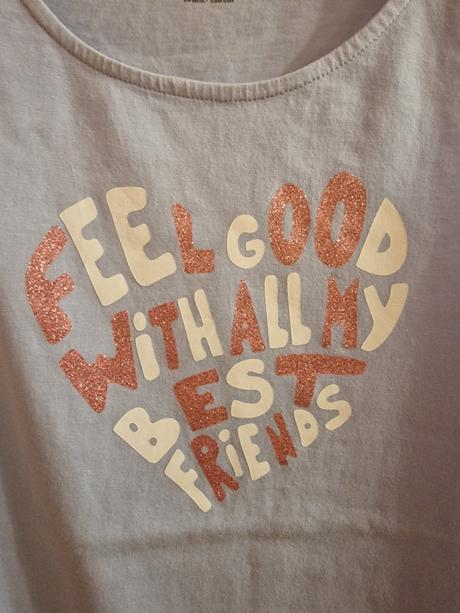 FEEL GOOD
WiTH ALL MY
BEST
FRiENDS